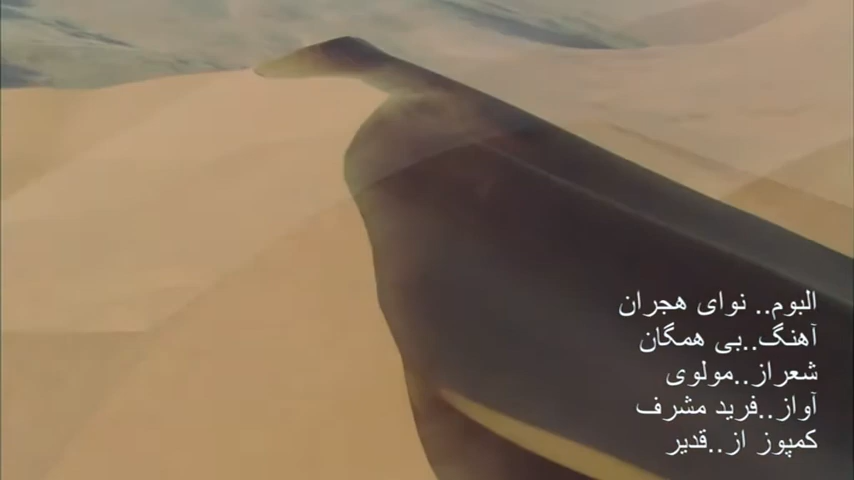 البوم.. نوای هجران
آهنگ..بی همگان
شعراز..مولوی
آواز..فرید مشرف
کمپوز از..قدیر